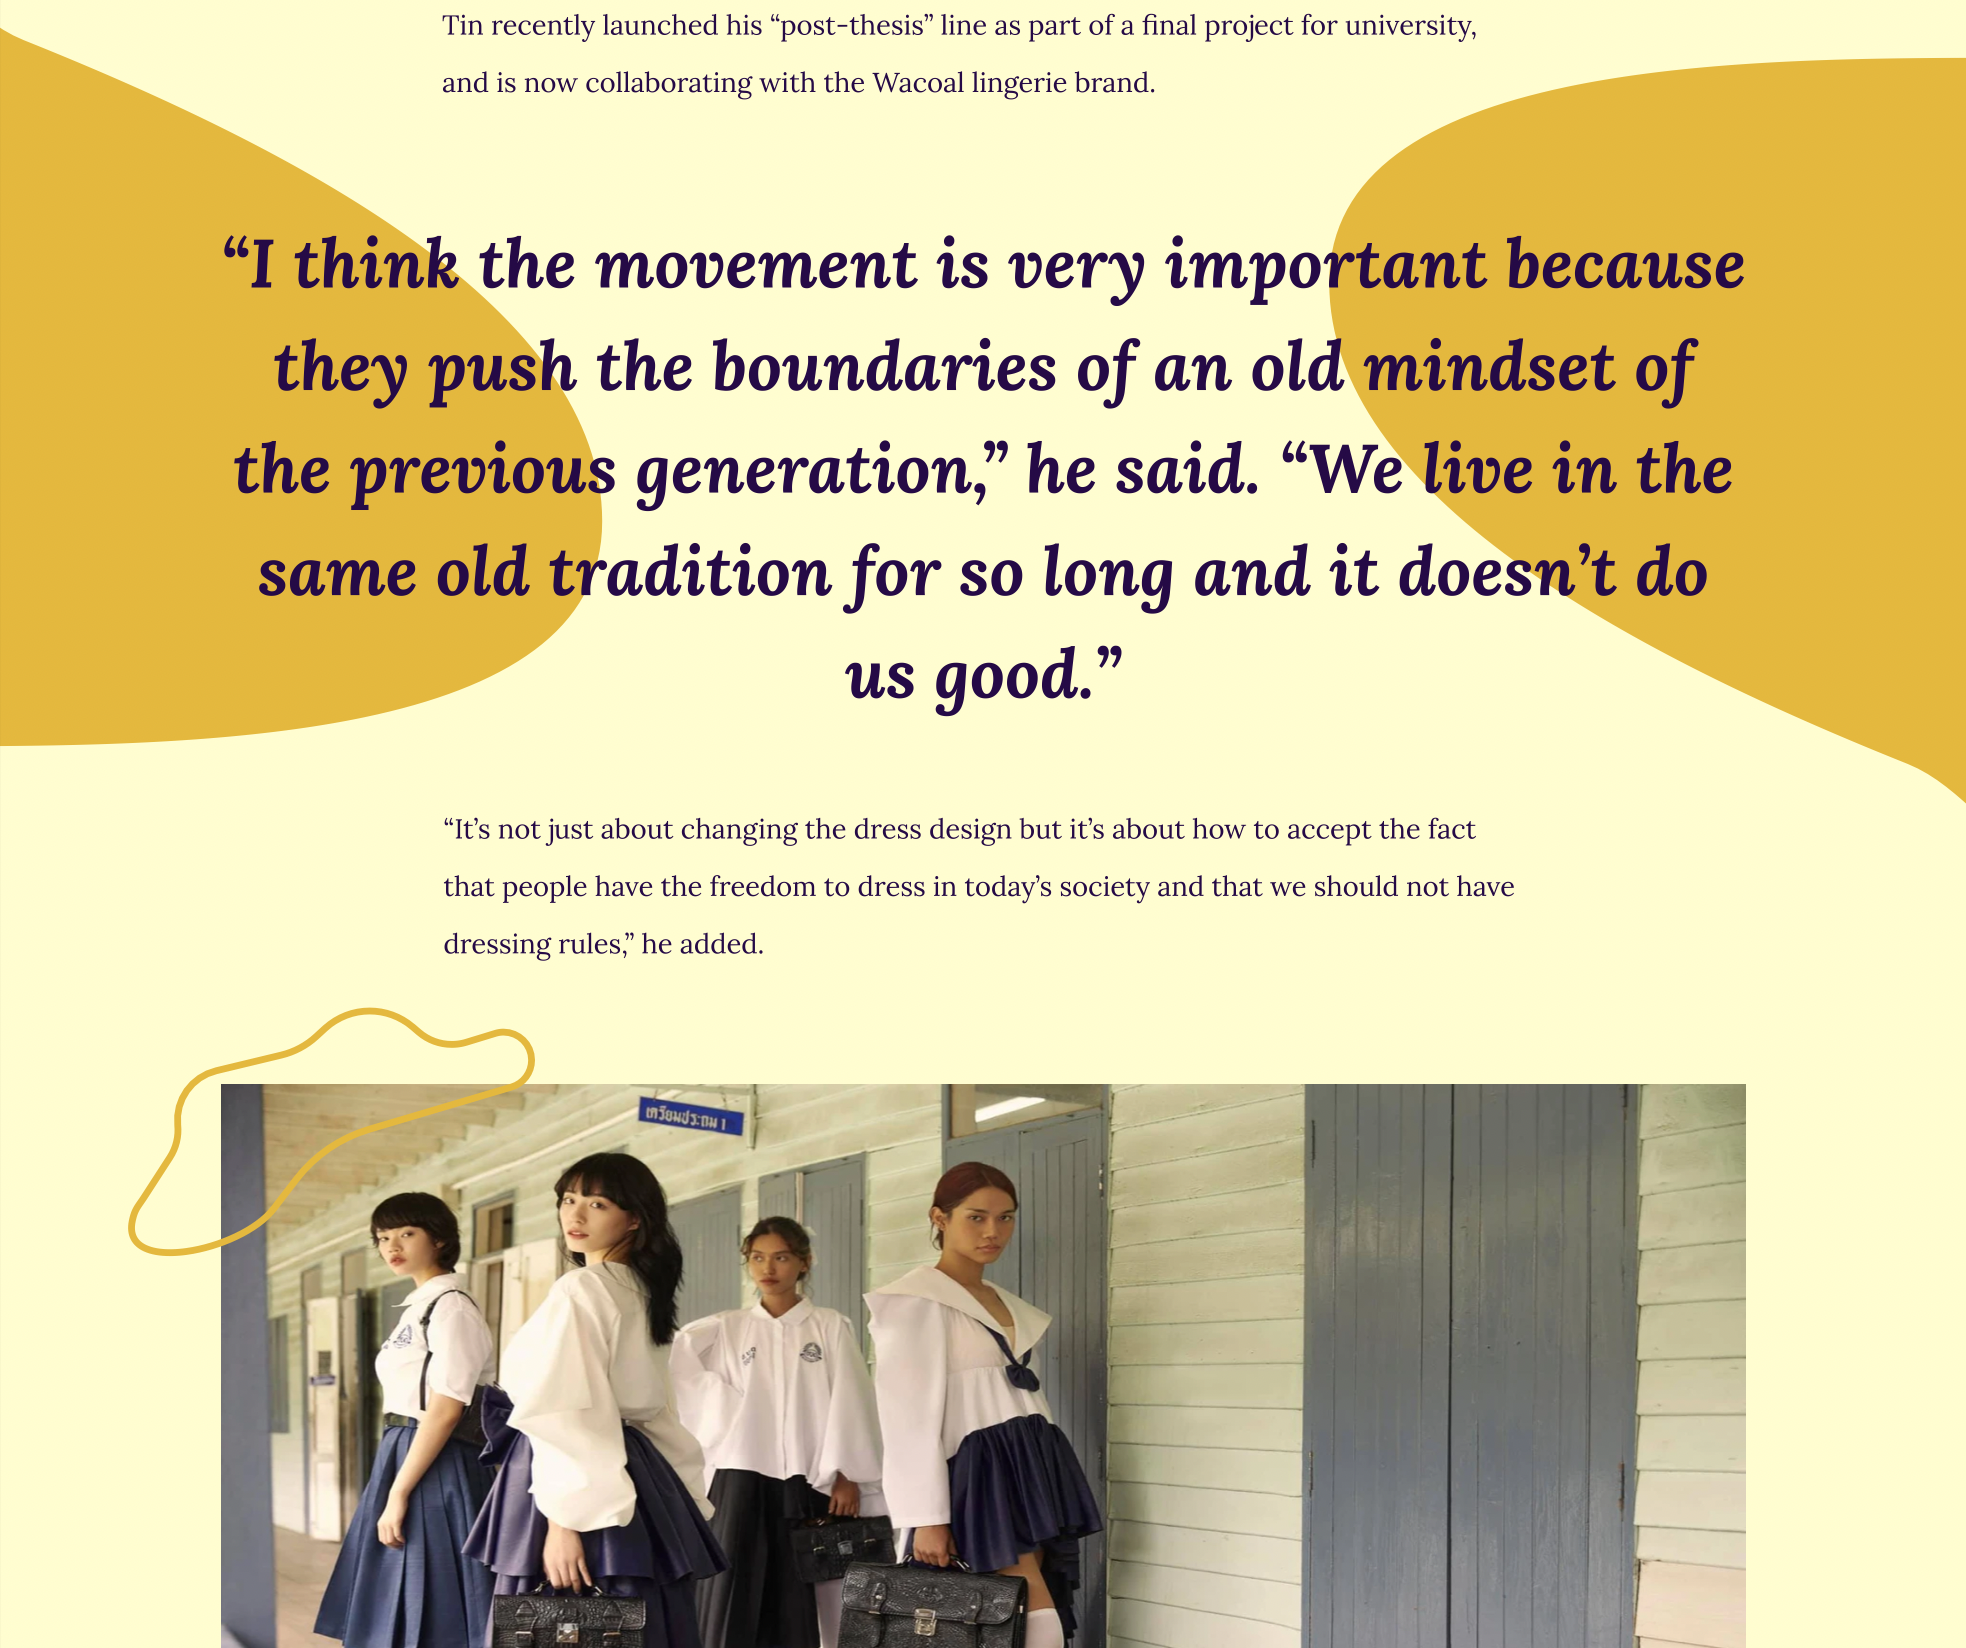 Tin recently launched his “post-thesis” line as part of a final project for university,
and is now collaborating with the Wacoal lingerie brand.
“I think the movement is very important because
they push the boundaries of an old mindset of
the previous generation,” he said. “We live in the
same old tradition for so long and it doesn’t do
us good.”
“It’s not just about changing the dress design but it’s about how to accept the fact
that people have the freedom to dress in today’s society and that we should not have
dressing rules,” he added.
เตรียมประถม 1